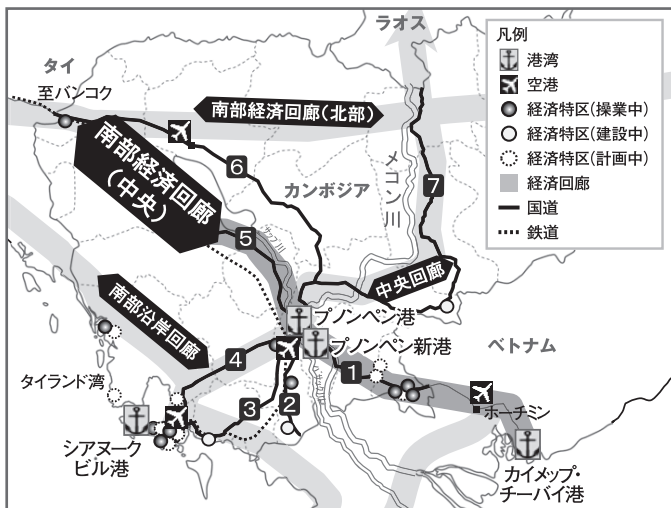 ラオス
タイ
至バンコク
南部経済回廊(北部)
南部経済回廊
(中央)
6
カンボジア
メコン川
7
5
サップ川
中央回廊
南部沿岸回廊
プノンペン港
プノンペン新港
ベトナム
4
1
タイランド湾
3
2
ホーチミン
シアヌーク
ビル港
カイメップ・
チーバイ港
凡例
港湾
空港
経済特区(操業中)
経済特区(建設中)
経済特区(計画中)
経済回廊
国道
鉄道